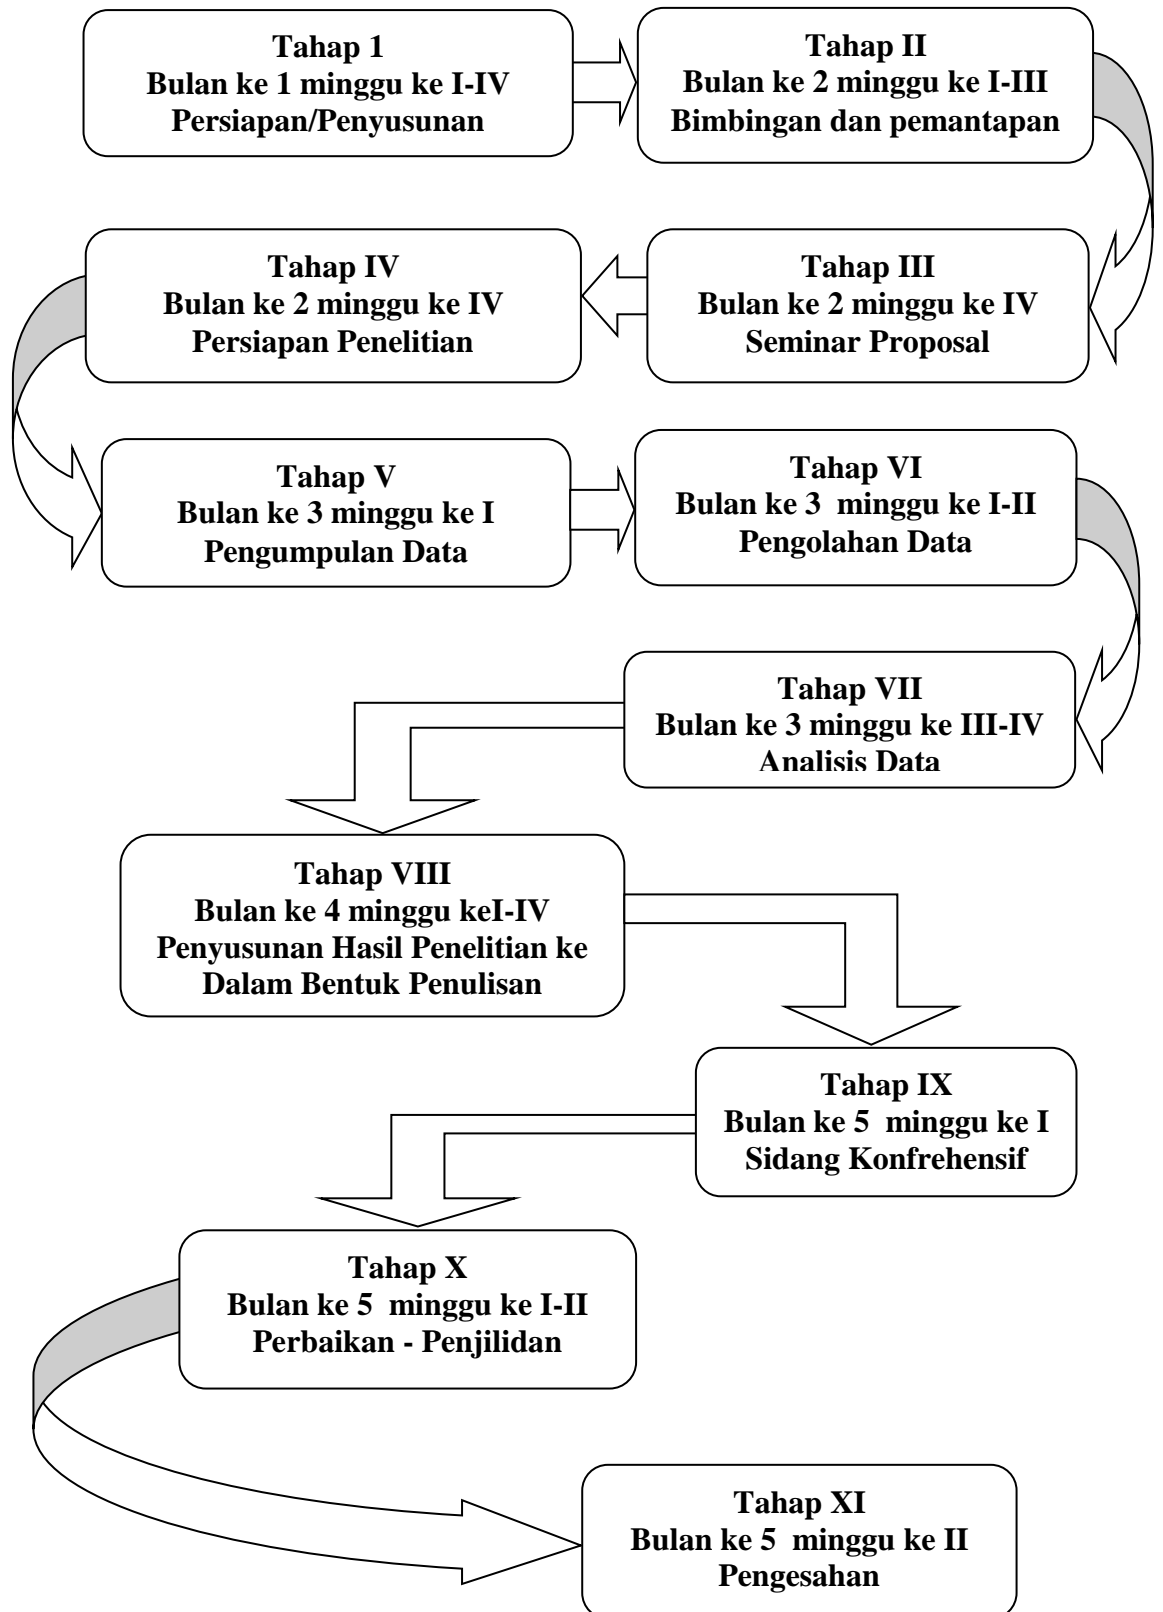 Tahap 1
Bulan ke 1 minggu ke I-IV
Persiapan/Penyusunan
Tahap II
Bulan ke 2 minggu ke I-III
Bimbingan dan pemantapan
Tahap III
Bulan ke 2 minggu ke IV
Seminar Proposal
Tahap IV
Bulan ke 2 minggu ke IV
Persiapan Penelitian
Tahap V
Bulan ke 3 minggu ke I
Pengumpulan Data
Tahap VI
Bulan ke 3  minggu ke I-II
Pengolahan Data
Tahap VII
Bulan ke 3 minggu ke III-IV
Analisis Data
Tahap VIII
Bulan ke 4 minggu keI-IV
Penyusunan Hasil Penelitian ke
Dalam Bentuk Penulisan
Tahap IX
Bulan ke 5  minggu ke I
Sidang Konfrehensif
Tahap X
Bulan ke 5  minggu ke I-II
Perbaikan - Penjilidan
Tahap XI
Bulan ke 5  minggu ke II
Pengesahan